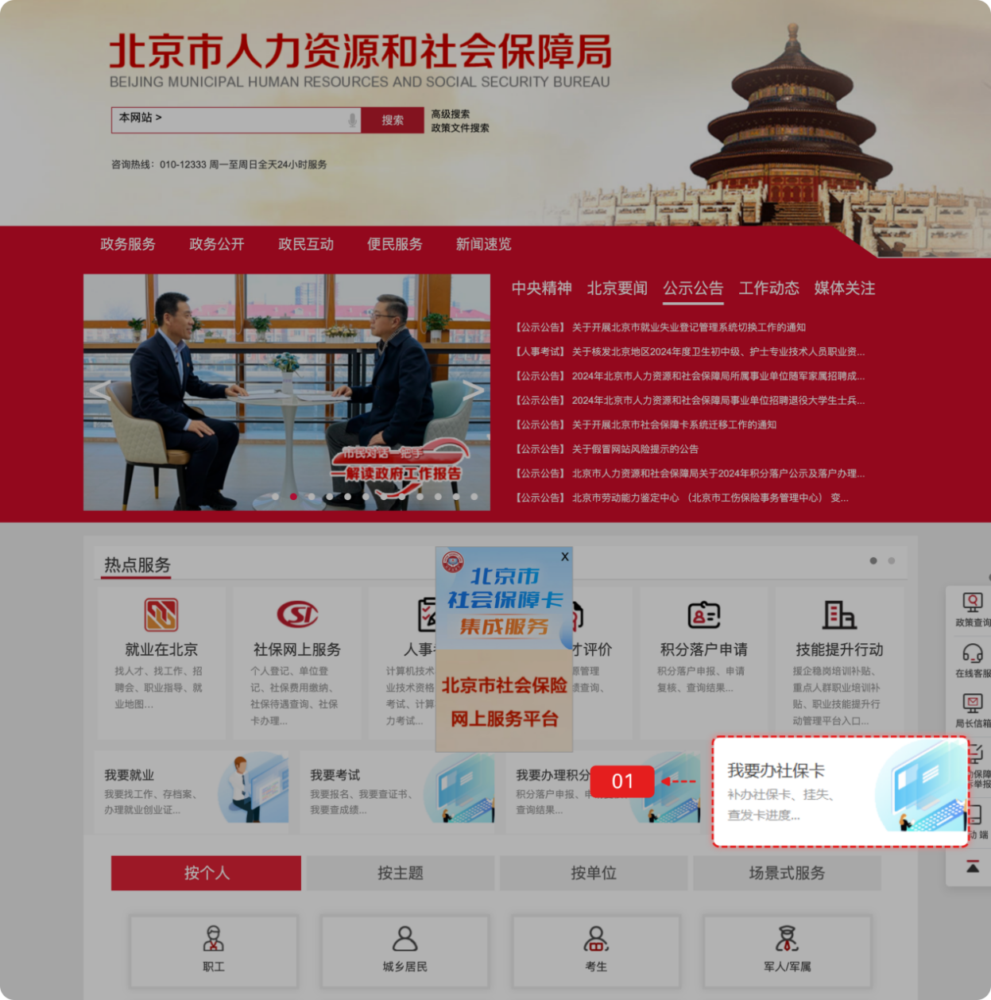 北京市人力资源和社会保障局
BEIJING MUNICIPAL HUMAN RESOURCES AND SOCIAL SECURITY BUREAU
本网站 >
搜索
高级搜索
政策文件搜索
咨询热线：010-12333 周一至周日全天24小时服务
政务服务 政务公开 政民互动 便民服务 新闻速览
市民对话一把手
解读政府工作报告
中央精神 北京要闻 公示公告 工作动态 媒体关注
【公示公告】 关于开展北京市就业失业登记管理系统切换工作的通知
【人事考试】 关于核发北京地区2024年度卫生初中级、护士专业技术人员职业资...
【公示公告】 2024年北京市人力资源和社会保障局所属事业单位随军家属招聘成...
【公示公告】 2024年北京市人力资源和社会保障局事业单位招聘退役大学生士兵...
【公示公告】 关于开展北京市社会保障卡系统迁移工作的通知
【公示公告】 关于假冒网站风险提示的公告
【公示公告】 北京市人力资源和社会保障局关于2024年积分落户公示及落户办理...
【公示公告】 北京市劳动能力鉴定中心 （北京市工伤保险事务管理中心） 变...
热点服务
就业在北京
找人才、找工作、招
聘会、职业指导、就
业地图...
社保网上服务
个人登记、单位登
记、社保费用缴纳、
社保待遇查询、社保
卡办理...
人事
计算机技术
业技术资格
考试、计算
力考试...
X
北京市
社会保障卡
集成服务
北京市社会保险
网上服务平台
才评价
源管理
查询、
积分落户申请
积分落户申报、申请
复核、查询结果...
技能提升行动
援企稳岗培训补贴、
重点人群职业培训补
贴、职业技能提升行
动管理平台入口...
我要就业
我要找工作、存档案、
办理就业创业证...
我要考试
我要报名、我要查证书、
我要查成绩...
我要办理积分
积分落户申报、
查询结果...
01
我要办社保卡
补办社保卡、挂失、
查发卡进度...
政策查询
在线客服
局长信箱
保障
举报
动 端
按个人 按主题 按单位 场景式服务
职工 城乡居民 考生 军人/军属